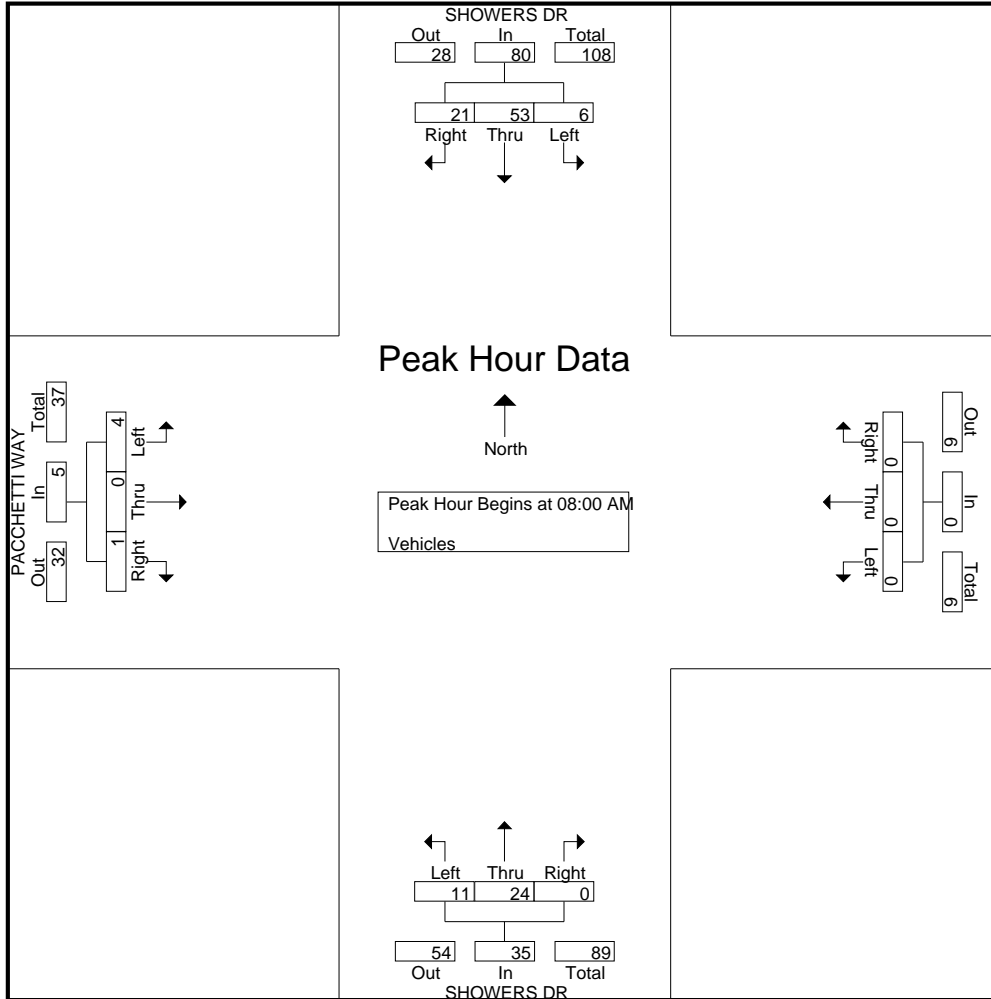 SHOWERS DR
Out In Total
28 80 108
21 53 6
Right Thru Left
Peak Hour Data
North
Peak Hour Begins at 08:00 AM
Vehicles
PACCHETTI WAY
Out In Total
32 5 37
Left Thru Right
4 0 1
Out In Total
6 0 6
Right Thru Left
0 0 0
Left Thru Right
11 24 0
54 35 89
Out In Total
SHOWERS DR